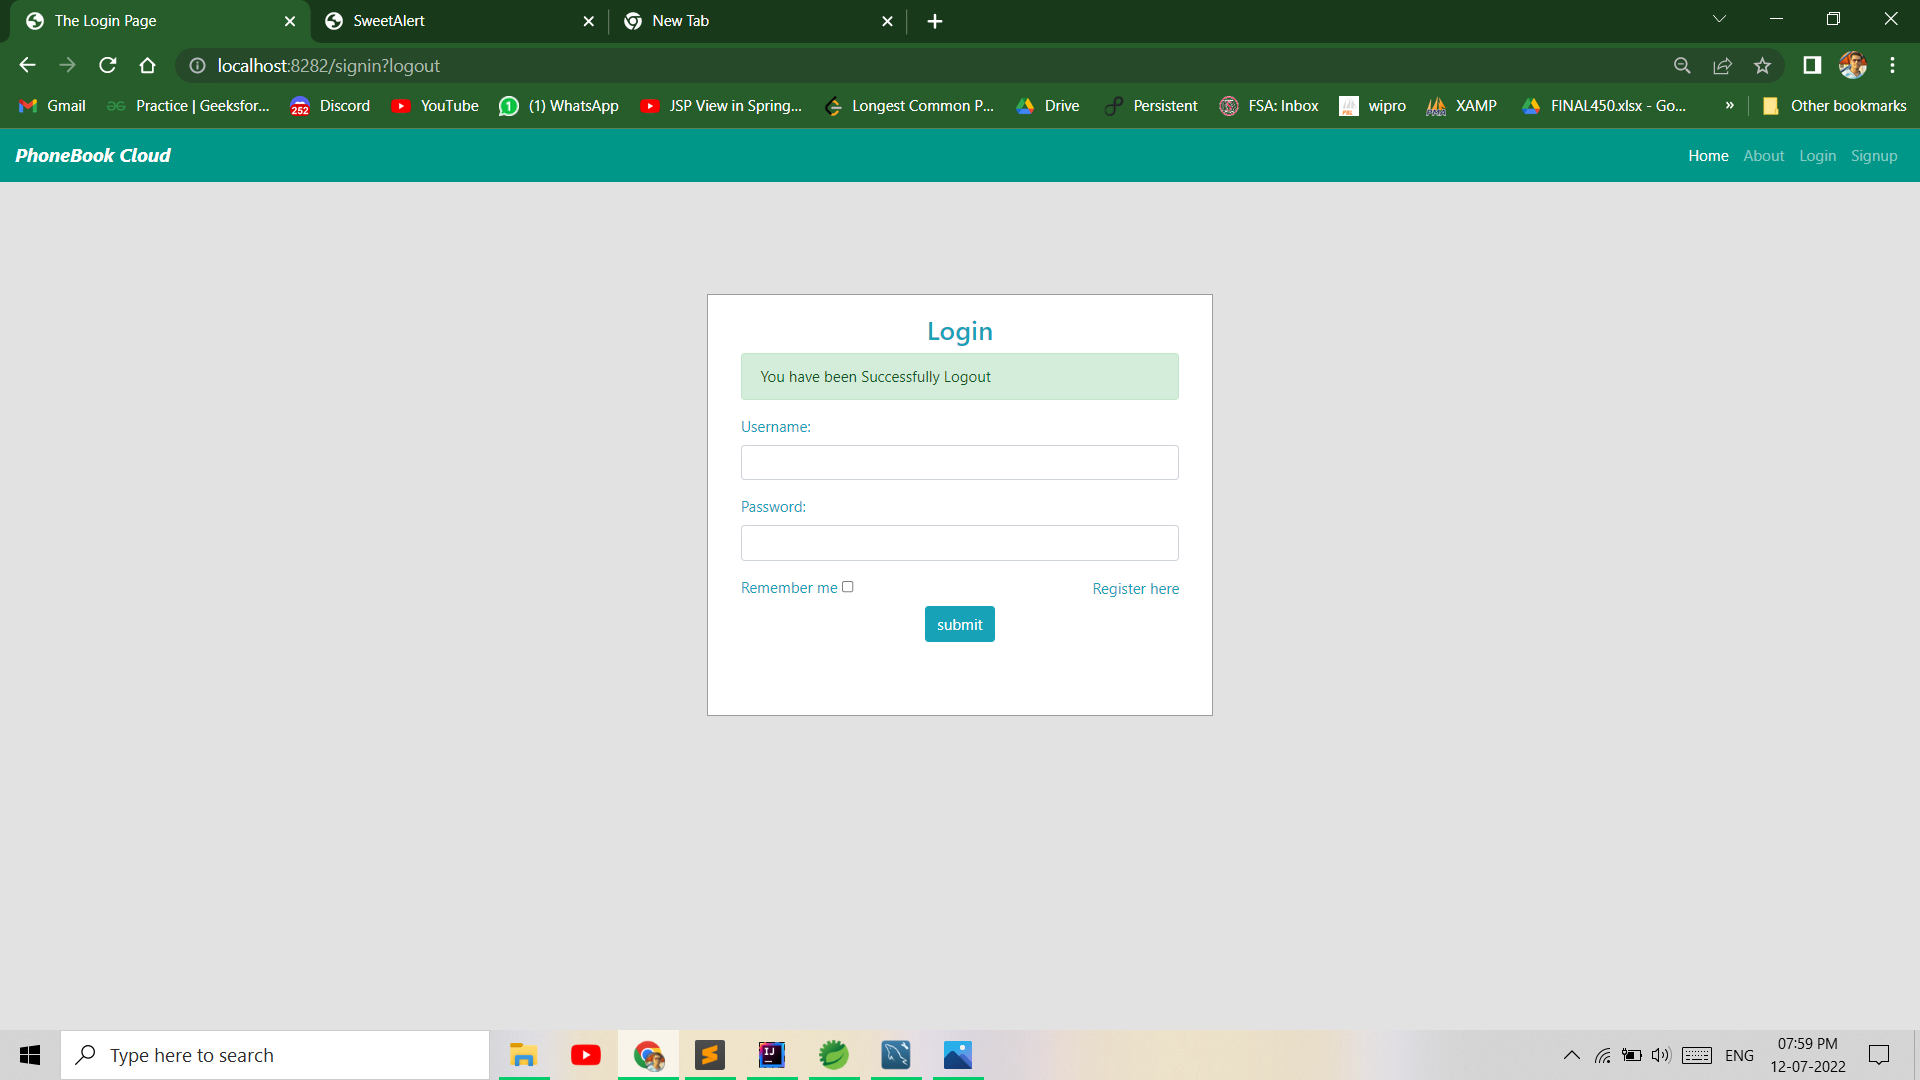 The Login Page
SweetAlert
New Tab
localhost:8282/signin?logout
Gmail
Practice | Geeksfor...
252
Discord
YouTube
1
(1) WhatsApp
JSP View in Spring...
Longest Common P...
Drive
Persistent
FSA: Inbox
wipro
XAMP
FINAL450.xlsx - Go...
»
Other bookmarks
PhoneBook Cloud
Home
About
Login
Signup
Login
You have been Successfully Logout
Username:
Password:
Remember me
Register here
submit
Type here to search
IJ
ENG
07:59 PM
12-07-2022